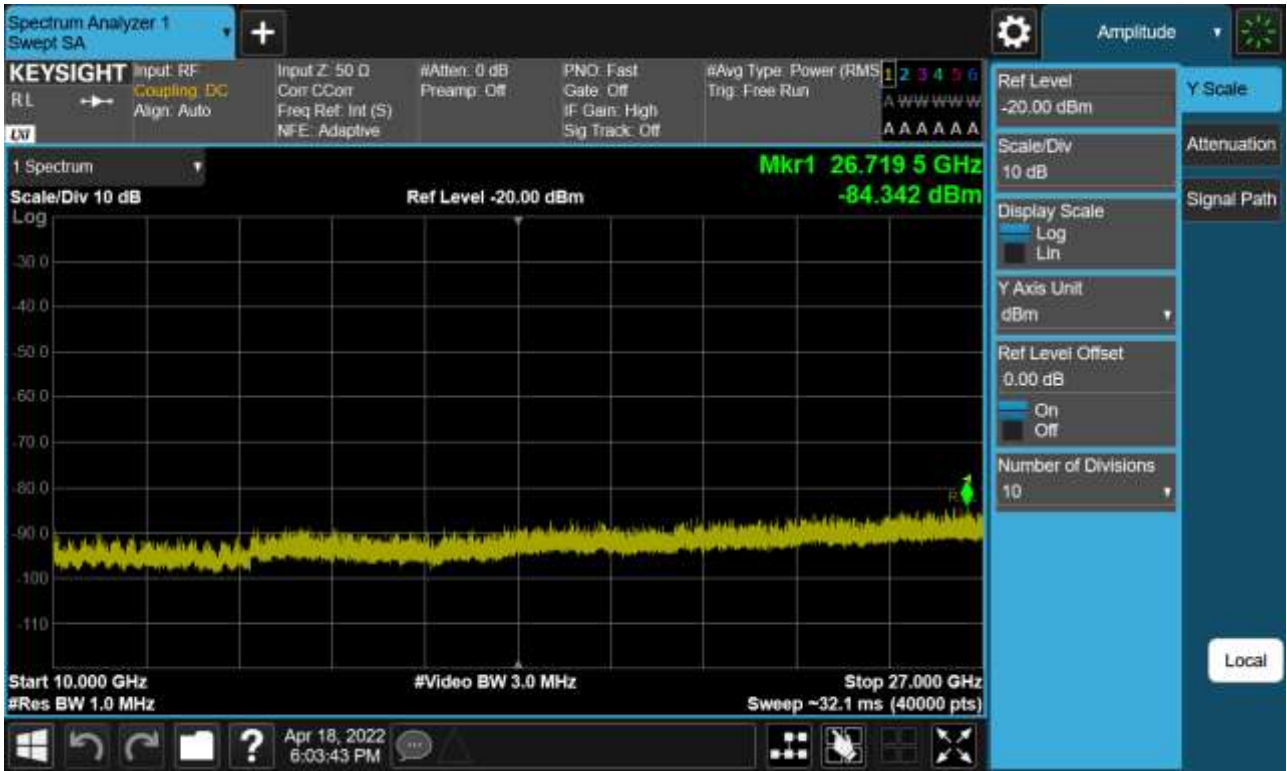 Spectrum Analyzer 1
Swept SA
+
Amplitude
KEYSIGHT
RL
Input: RF
Coupling: DC
Align: Auto
Input Z: 50 Ω
Corr CCorr
Freq Ref: Int (S)
NFE: Adaptive
#Atten: 0 dB
Preamp: Off
PNO: Fast
Gate: Off
IF Gain: High
Sig Track: Off
#Avg Type: Power (RMS
Trig: Free Run
1 2 3 4 5 6
A W W W W W
A A A A A A
1 Spectrum
Mkr1 26.719 5 GHz
-84.342 dBm
Scale/Div 10 dB
Ref Level -20.00 dBm
Log
-30.0
-40.0
-50.0
-60.0
-70.0
-80.0
-90.0
-100
-110
1
Start 10.000 GHz
#Video BW 3.0 MHz
Stop 27.000 GHz
#Res BW 1.0 MHz
Sweep ~32.1 ms (40000 pts)
Ref Level
-20.00 dBm
Scale/Div
10 dB
Display Scale
Log
Lin
Y Axis Unit
dBm
Ref Level Offset
0.00 dB
On
Off
Number of Divisions
10
Y Scale
Attenuation
Signal Path
Local
?
Apr 18, 2022
6:03:43 PM